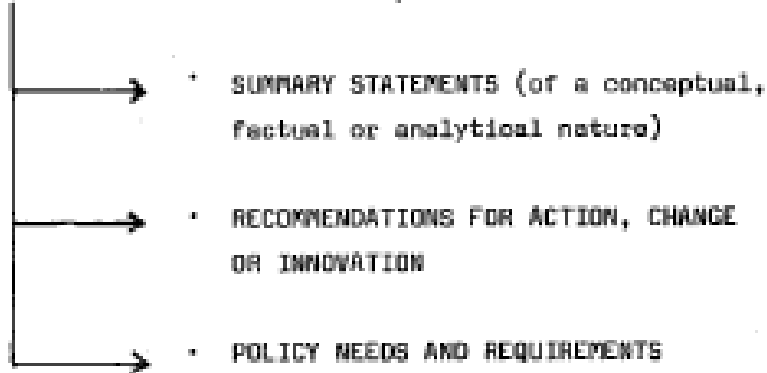 · SUMMARY STATEMENTS (of a conceptual,
factual or analytical nature)
· RECOMMENDATIONS FOR ACTION, CHANGE
OR INNOVATION
· POLICY NEEDS AND REQUIREMENTS